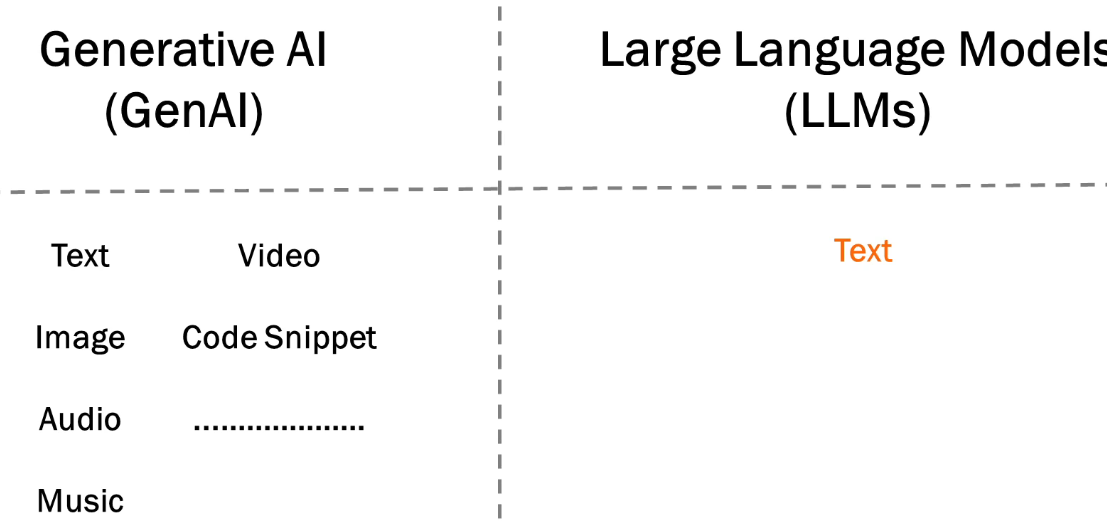 Generative AI
(GenAI)
Large Language Models
(LLMs)
Text Video
Image Code Snippet
Audio ....................
Music
Text